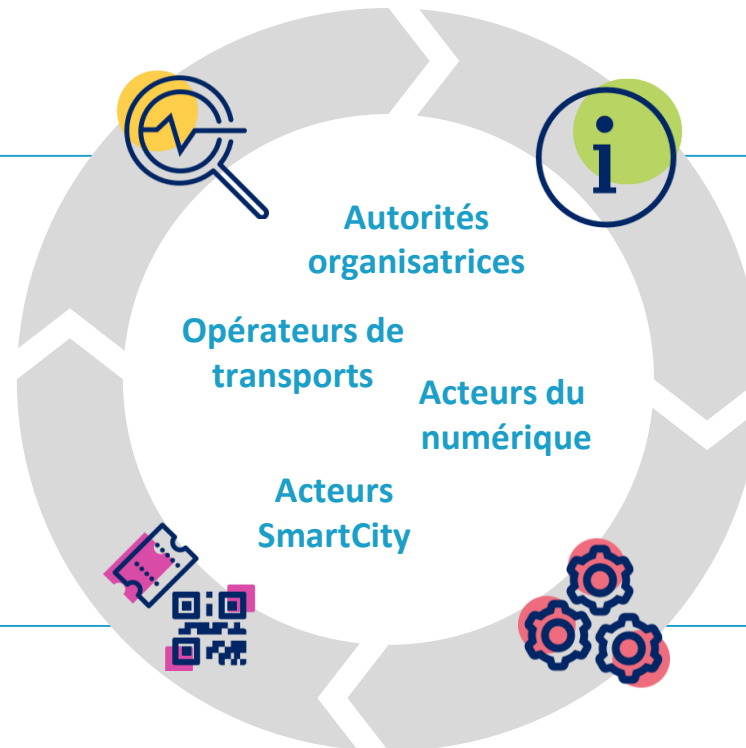 Autorités
organisatrices
Opérateurs de
transports
Acteurs du
numérique
Acteurs
SmartCity